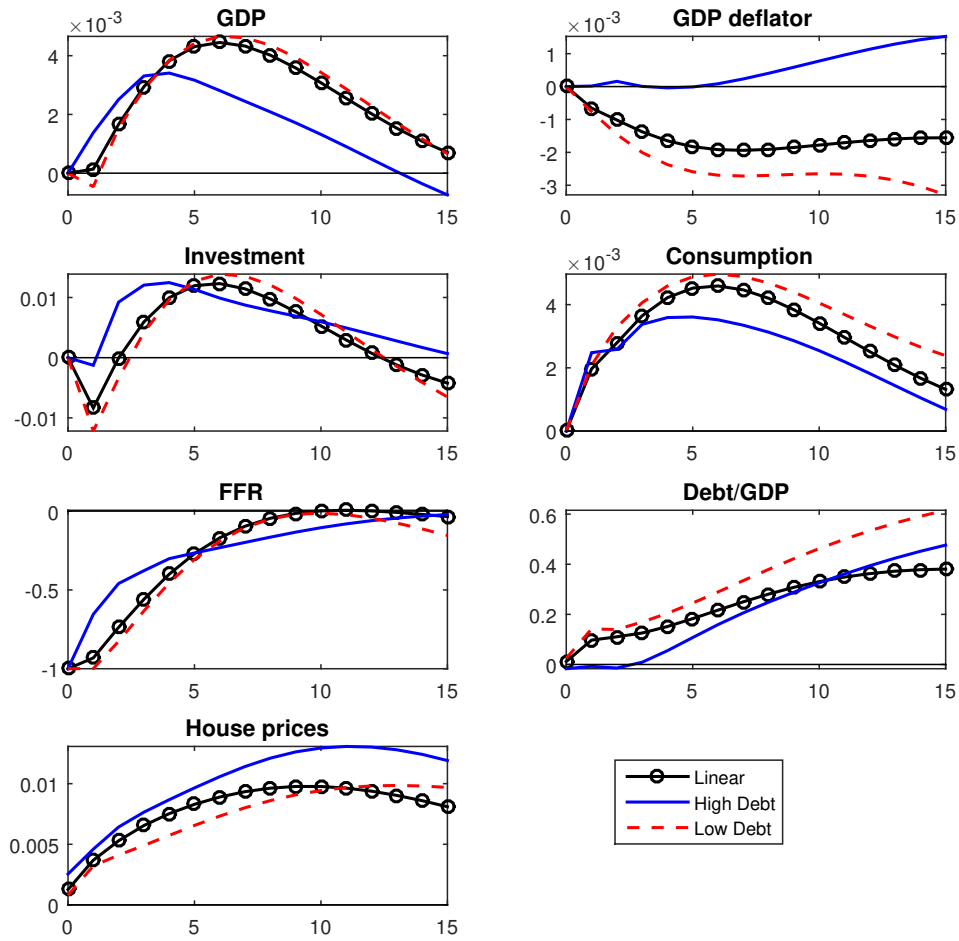 GDP
×10⁻³
4
2
0
0 5 10 15
GDP deflator
×10⁻³
1
0
-1
-2
-3
0 5 10 15
Investment
0.01
0
-0.01
0 5 10 15
Consumption
×10⁻³
4
2
0
0 5 10 15
FFR
0
-0.5
-1
0 5 10 15
Debt/GDP
0.6
0.4
0.2
0
0 5 10 15
House prices
0.01
0.005
0
0 5 10 15
Linear
High Debt
Low Debt